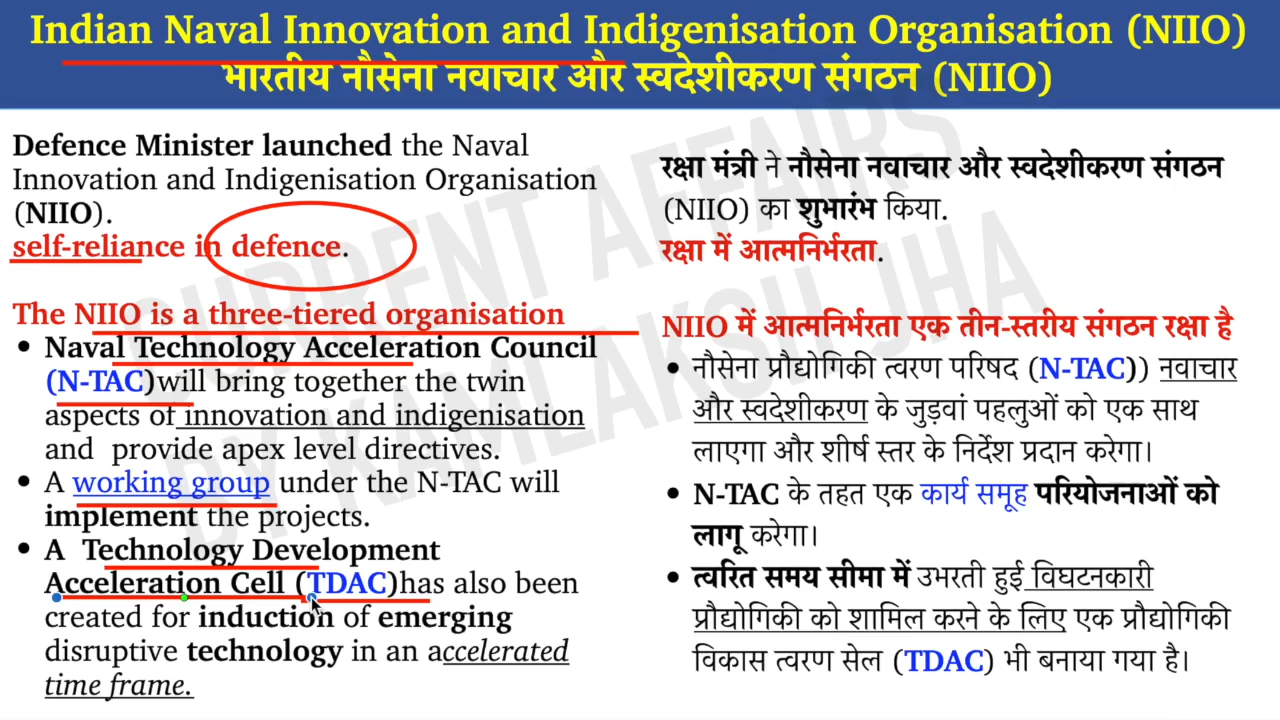 Indian Naval Innovation and Indigenisation Organisation (NIIO)
भारतीय नौसेना नवाचार और स्वदेशीकरण संगठन (NIIO)
Defence Minister launched the Naval
Innovation and Indigenisation Organisation
(NIIO).
self-reliance in defence.
The NIIO is a three-tiered organisation
• Naval Technology Acceleration Council
(N-TAC)will bring together the twin
aspects of innovation and indigenisation
and provide apex level directives.
• A working group under the N-TAC will
implement the projects.
• A Technology Development
Acceleration Cell (TDAC)has also been
created for induction of emerging
disruptive technology in an accelerated
time frame.
रक्षा मंत्री ने नौसेना नवाचार और स्वदेशीकरण संगठन
(NIIO) का शुभारंभ किया.
रक्षा में आत्मनिर्भरता.
NIIO में आत्मनिर्भरता एक तीन-स्तरीय संगठन रक्षा है
• नौसेना प्रौद्योगिकी त्वरण परिषद (N-TAC)) नवाचार
और स्वदेशीकरण के जुड़वां पहलुओं को एक साथ
लाएगा और शीर्ष स्तर के निर्देश प्रदान करेगा।
• N-TAC के तहत एक कार्य समूह परियोजनाओं को
लागू करेगा।
• त्वरित समय सीमा में उभरती हुई विघटनकारी
प्रौद्योगिकी को शामिल करने के लिए एक प्रौद्योगिकी
विकास त्वरण सेल (TDAC) भी बनाया गया है।
CURRENT AFFAIRS
BY KAMLAKSH JHA